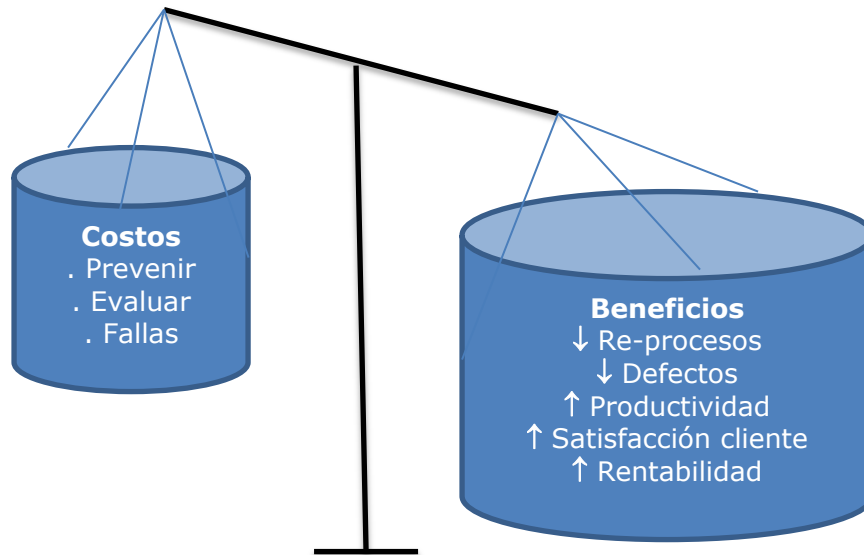 Costos
. Prevenir
. Evaluar
. Fallas
Beneficios
↓ Re-procesos
↓ Defectos
↑ Productividad
↑ Satisfacción cliente
↑ Rentabilidad